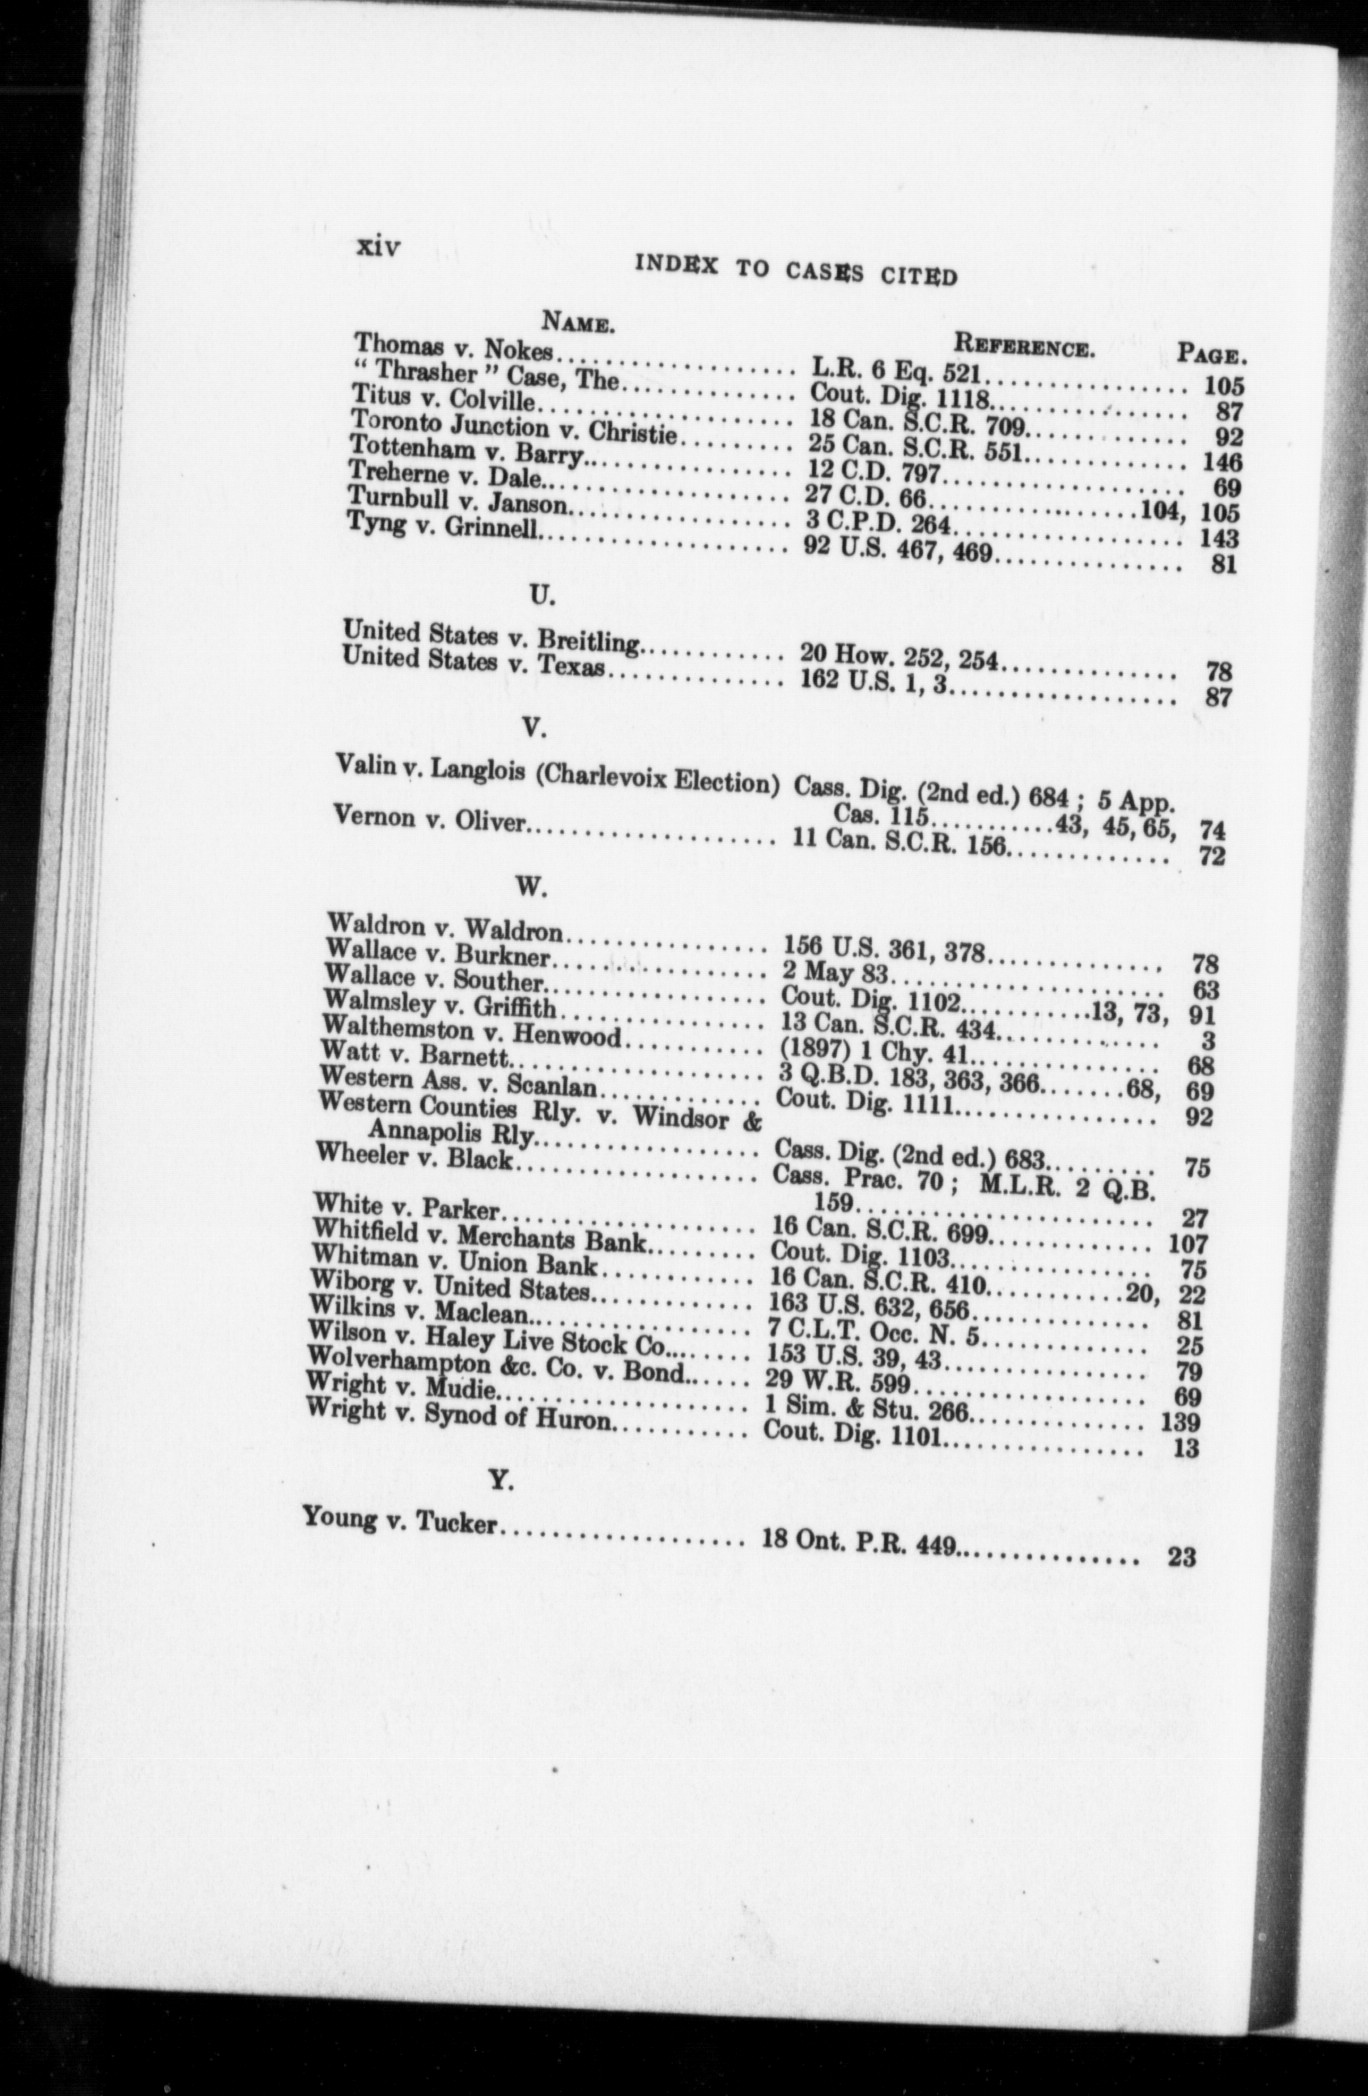 xiv
INDEX TO CASES CITED
NAME. REFERENCE. PAGE.
Thomas v. Nokes................... L.R. 6 Eq. 521................ 105
“ Thrasher ” Case, The.............. Cout. Dig. 1118................ 87
Titus v. Colville.................... 18 Can. S.C.R. 709............. 92
Toronto Junction v. Christie......... 25 Can. S.C.R. 551............. 146
Tottenham v. Barry................. 12 C.D. 797................... 69
Treherne v. Dale.................... 27 C.D. 66.................104, 105
Turnbull v. Janson.................. 3 C.P.D. 264................... 143
Tyng v. Grinnell.................... 92 U.S. 467, 469............... 81
U.
United States v. Breitling............ 20 How. 252, 254.............. 78
United States v. Texas.............. 162 U.S. 1, 3.................. 87
V.
Valin v. Langlois (Charlevoix Election) Cass. Dig. (2nd ed.) 684 ; 5 App.
Cas. 115...........43, 45, 65, 74
Vernon v. Oliver.................... 11 Can. S.C.R. 156............. 72
W.
Waldron v. Waldron................ 156 U.S. 361, 378.............. 78
Wallace v. Burkner................. 2 May 83...................... 63
Wallace v. Souther.................. Cout. Dig. 1102...........13, 73, 91
Walmsley v. Griffith................ 13 Can. S.C.R. 434............. 3
Walthemston v. Henwood........... (1897) 1 Chy. 41............... 68
Watt v. Barnett.................... 3 Q.B.D. 183, 363, 366.......68, 69
Western Ass. v. Scanlan............. Cout. Dig. 1111................ 92
Western Counties Rly. v. Windsor &
Annapolis Rly.................. Cass. Dig. (2nd ed.) 683......... 75
Wheeler v. Black................... Cass. Prac. 70 ; M.L.R. 2 Q.B.
159........................ 27
White v. Parker.................... 16 Can. S.C.R. 699............. 107
Whitfield v. Merchants Bank......... Cout. Dig. 1103................ 75
Whitman v. Union Bank............ 16 Can. S.C.R. 410...........20, 22
Wiborg v. United States............. 163 U.S. 632, 656.............. 81
Wilkins v. Maclean.................. 7 C.L.T. Occ. N. 5............. 25
Wilson v. Haley Live Stock Co........ 153 U.S. 39, 43................ 79
Wolverhampton &c. Co. v. Bond...... 29 W.R. 599................... 69
Wright v. Mudie.................... 1 Sim. & Stu. 266.............. 139
Wright v. Synod of Huron........... Cout. Dig. 1101................ 13
Y.
Young v. Tucker................... 18 Ont. P.R. 449............... 23